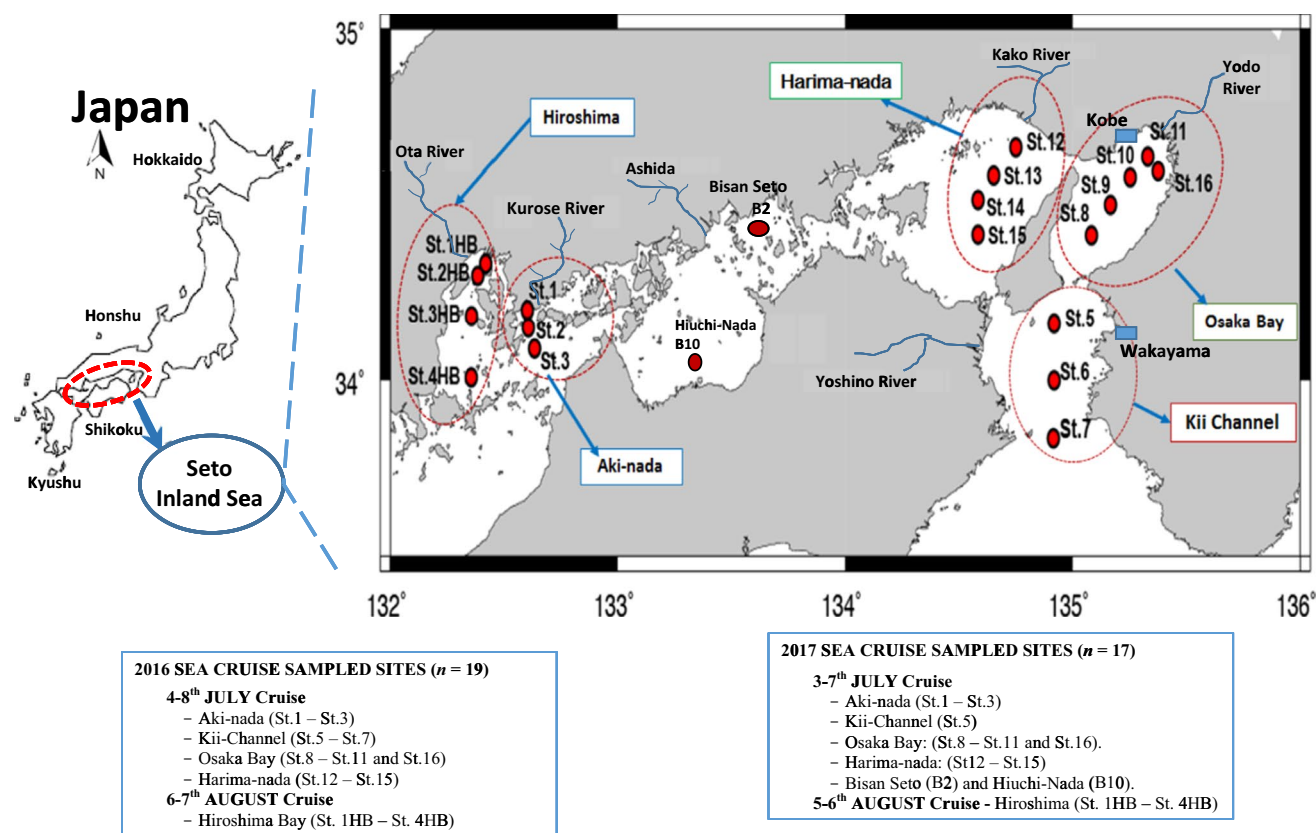 Japan
N
Hokkaido
Honshu
Shikoku
Kyushu
Seto
Inland Sea
35°
34°
132°
133°
134°
135°
136°
Hiroshima
Ota River
Kurose River
Ashida
Bisan Seto
B2
Harima-nada
Kako River
Yodo
River
Kobe
St.1HB
St.2HB
St.3HB
St.4HB
St.1
St.2
St.3
Hiuchi-Nada
B10
Aki-nada
Yoshino River
St.12
St.13
St.14
St.15
St.11
St.10
St.9
St.8
St.16
Osaka Bay
St.5
Wakayama
St.6
St.7
Kii Channel
2016 SEA CRUISE SAMPLED SITES (n = 19)
4-8th JULY Cruise
− Aki-nada (St.1 – St.3)
− Kii-Channel (St.5 – St.7)
− Osaka Bay (St.8 – St.11 and St.16)
− Harima-nada (St.12 – St.15)
6-7th AUGUST Cruise
− Hiroshima Bay (St. 1HB – St. 4HB)
2017 SEA CRUISE SAMPLED SITES (n = 17)
3-7th JULY Cruise
− Aki-nada (St.1 – St.3)
− Kii-Channel (St.5)
− Osaka Bay: (St.8 – St.11 and St.16).
− Harima-nada: (St12 – St.15)
− Bisan Seto (B2) and Hiuchi-Nada (B10).
5-6th AUGUST Cruise - Hiroshima (St. 1HB – St. 4HB)